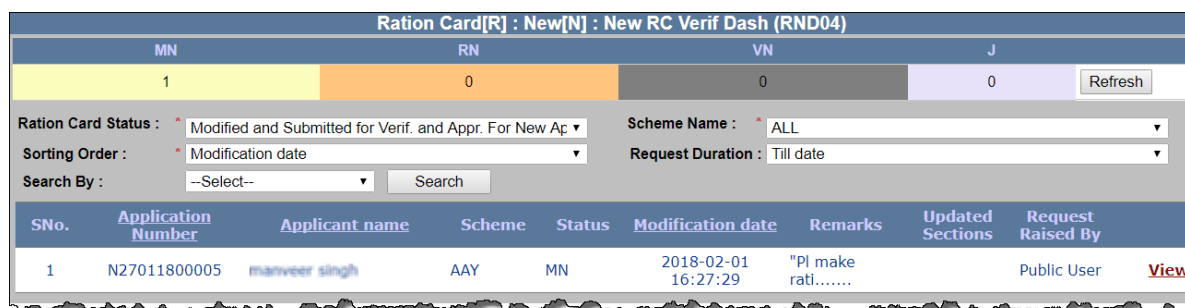 Ration Card[R] : New[N] : New RC Verif Dash (RND04)
MN RN VN J
1 0 0 0 Refresh
Ration Card Status : * Modified and Submitted for Verif. and Appr. For New Ap Scheme Name : * ALL
Sorting Order : * Modification date Request Duration : Till date
Search By : --Select-- Search
SNo. Application Number Applicant name Scheme Status Modification date Remarks Updated Sections Request Raised By
1 N27011800005 manveer singh AAY MN 2018-02-01 16:27:29 "Pl make rati....... Public User View